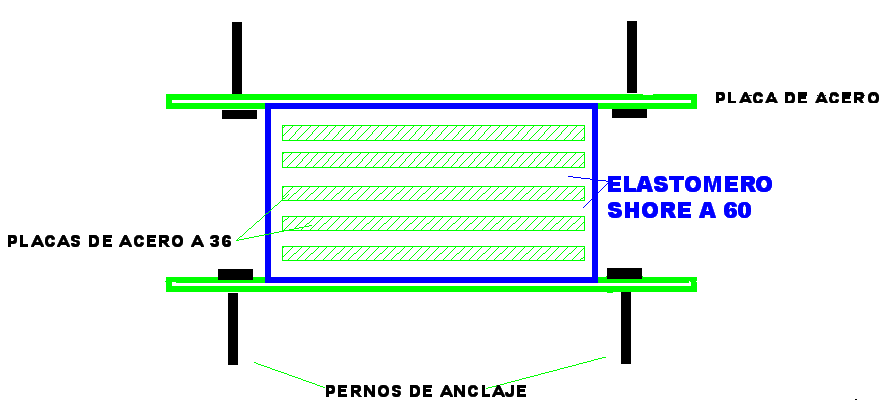 PLACA DE ACERO
ELASTOMERO
SHORE A 60
PLACAS DE ACERO A 36
PERNOS DE ANCLAJE